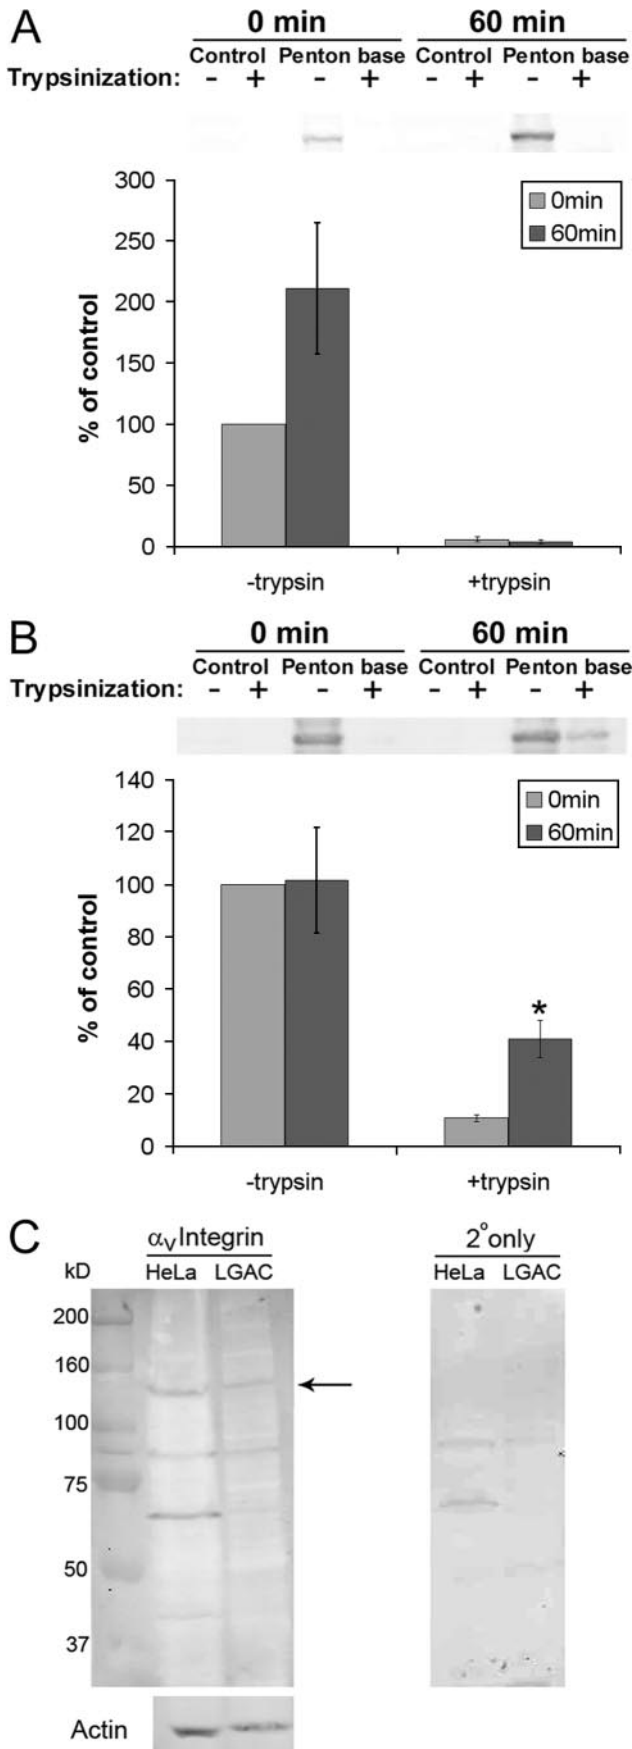 A
0 min 60 min
Control Penton base Control Penton base
Trypsinization: - + - + - + - +
300
250
200
150
100
50
0
% of control
0min
60min
-trypsin +trypsin
B
0 min 60 min
Control Penton base Control Penton base
Trypsinization: - + - + - + - +
140
120
100
80
60
40
20
0
% of control
0min
60min
*
-trypsin +trypsin
C
αV Integrin 2° only
kD HeLa LGAC HeLa LGAC
200
160
100
75
50
37
Actin